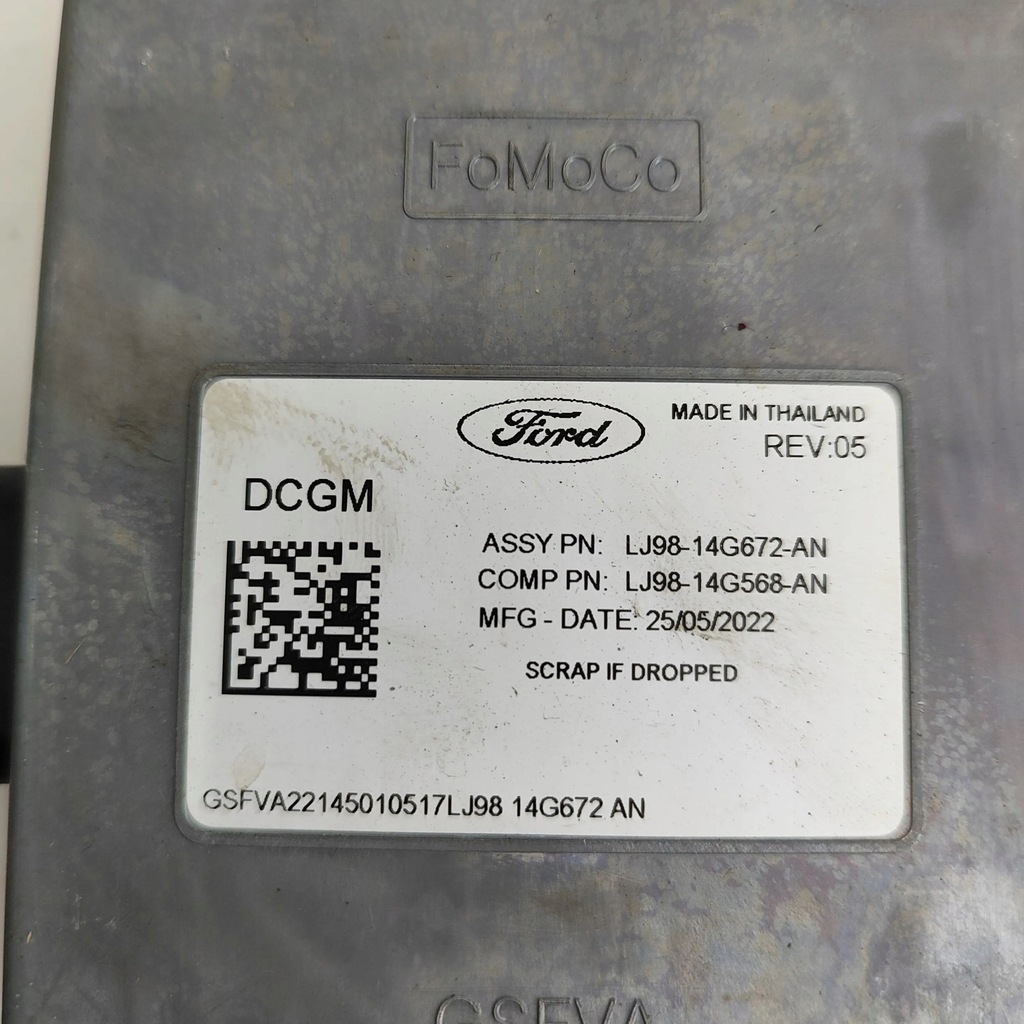 FoMoCo
Ford
MADE IN THAILAND
REV:05
DCGM
ASSY PN: LJ98-14G672-AN
COMP PN: LJ98-14G568-AN
MFG - DATE: 25/05/2022
SCRAP IF DROPPED
GSFVA22145010517LJ98 14G672 AN
GSFVA